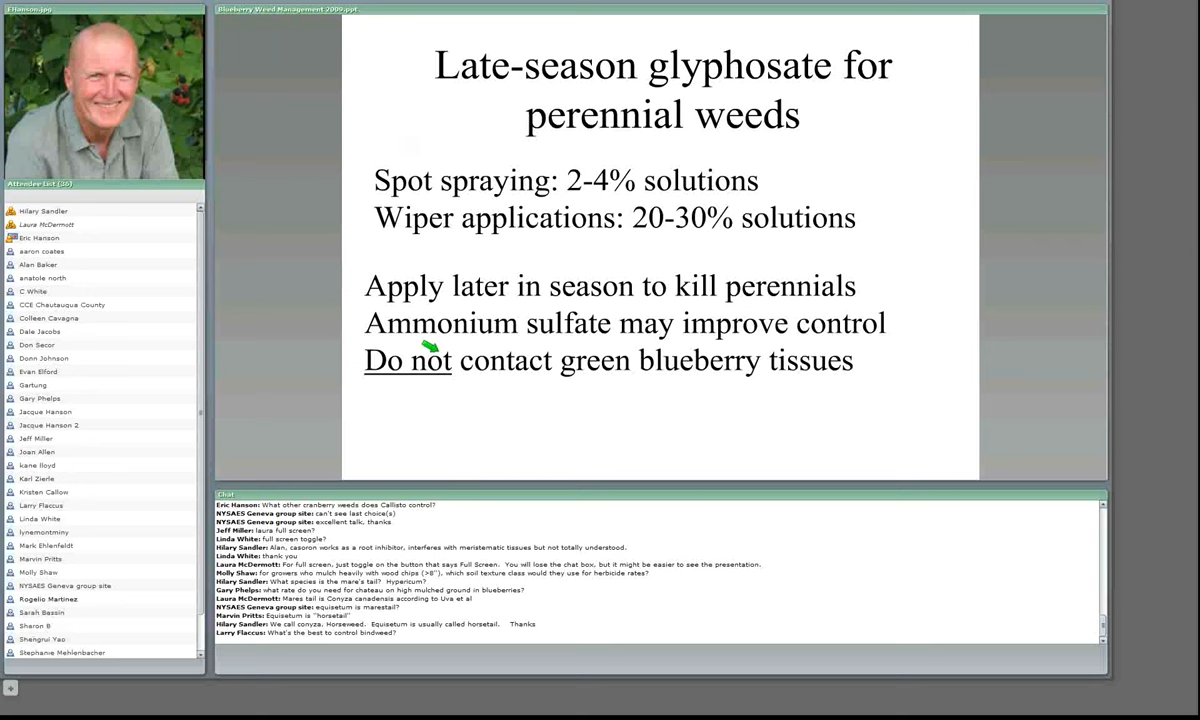 EHanson.jpg
Blueberry Weed Management 2009.ppt
Late-season glyphosate for
perennial weeds
Spot spraying: 2-4% solutions
Wiper applications: 20-30% solutions
Apply later in season to kill perennials
Ammonium sulfate may improve control
Do not contact green blueberry tissues
Attendee List (36)
Hilary Sandler
Laura McDermott
Eric Hanson
aaron coates
Alan Baker
anatole north
C White
CCE Chautauqua County
Colleen Cavagna
Dale Jacobs
Don Secor
Donn Johnson
Evan Elford
Gartung
Gary Phelps
Jacque Hanson
Jacque Hanson 2
Jeff Miller
Joan Allen
kane lloyd
Karl Zierle
Kristen Callow
Larry Flaccus
Linda White
lynemontminy
Mark Ehlenfeldt
Marvin Pritts
Molly Shaw
NYSAES Geneva group site
Rogelio Martinez
Sarah Bassin
Sharon B
Shengrui Yao
Stephanie Mehlenbacher
Chat
Eric Hanson: What other cranberry weeds does Callisto control?
NYSAES Geneva group site: can't see last choice(s)
NYSAES Geneva group site: excellent talk, thanks
Jeff Miller: laura full screen?
Linda White: full screen toggle?
Hilary Sandler: Alan, casoron works as a root inhibitor, interferes with meristematic tissues but not totally understood.
Linda White: thank you
Laura McDermott: For full screen, just toggle on the button that says Full Screen. You will lose the chat box, but it might be easier to see the presentation.
Molly Shaw: for growers who mulch heavily with wood chips (>8"), which soil texture class would they use for herbicide rates?
Hilary Sandler: What species is the mare's tail? Hypericum?
Gary Phelps: what rate do you need for chateau on high mulched ground in blueberries?
Laura McDermott: Mares tail is Conyza canadensis according to Uva et al
NYSAES Geneva group site: equisetum is marestail?
Marvin Pritts: Equisetum is "horsetail"
Hilary Sandler: We call conyza, Horseweed. Equisetum is usually called horsetail. Thanks
Larry Flaccus: What's the best to control bindweed?